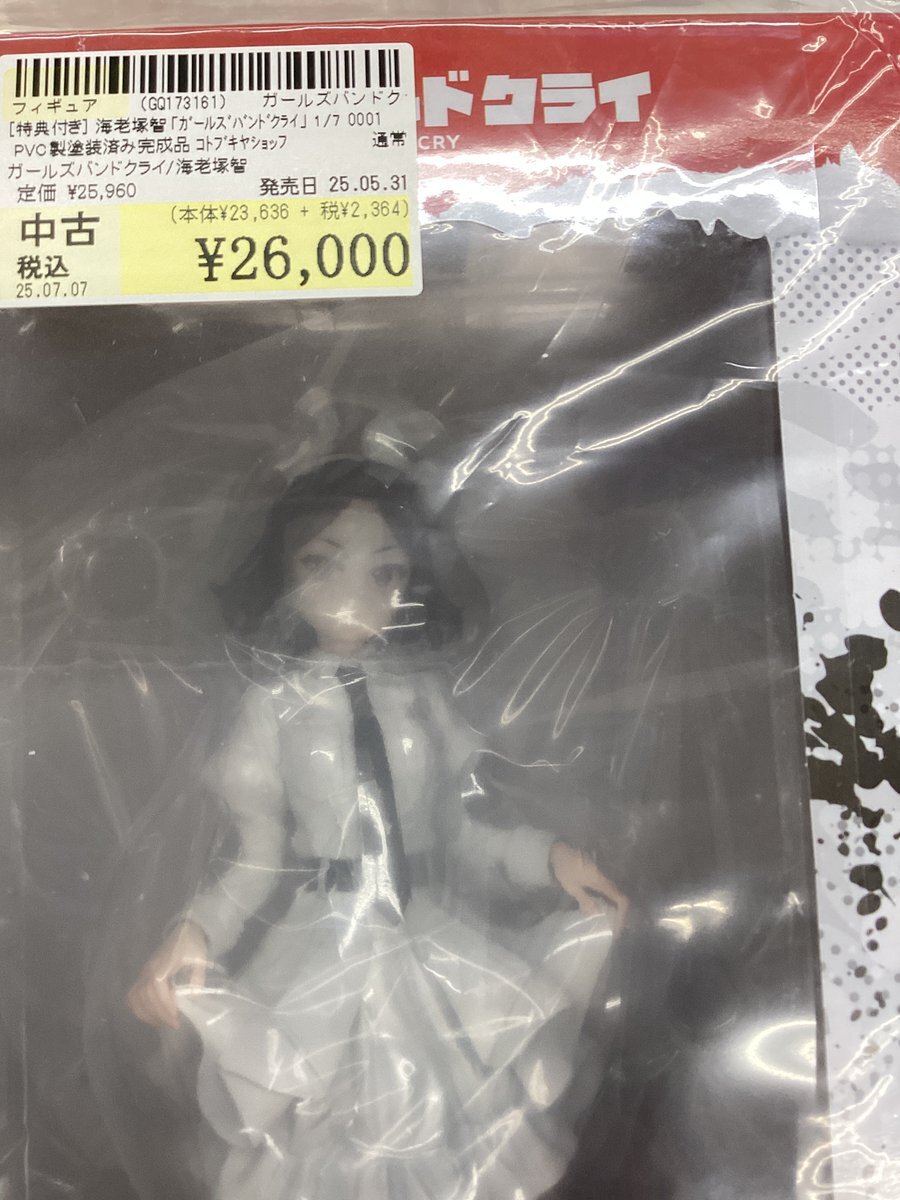 フィギュア (GQ173161) ガールズバンドク
[特典付き] 海老塚智「ガールズバンドクライ」 1/7 0001
PVC製塗装済み完成品 コトブキヤショップ 通常
ガールズバンドクライ/海老塚智
定価 ¥25,960 発売日 25.05.31
(本体¥23,636 + 税¥2,364)
中古
税込 ¥26,000
25.07.07
ドクライ
CRY